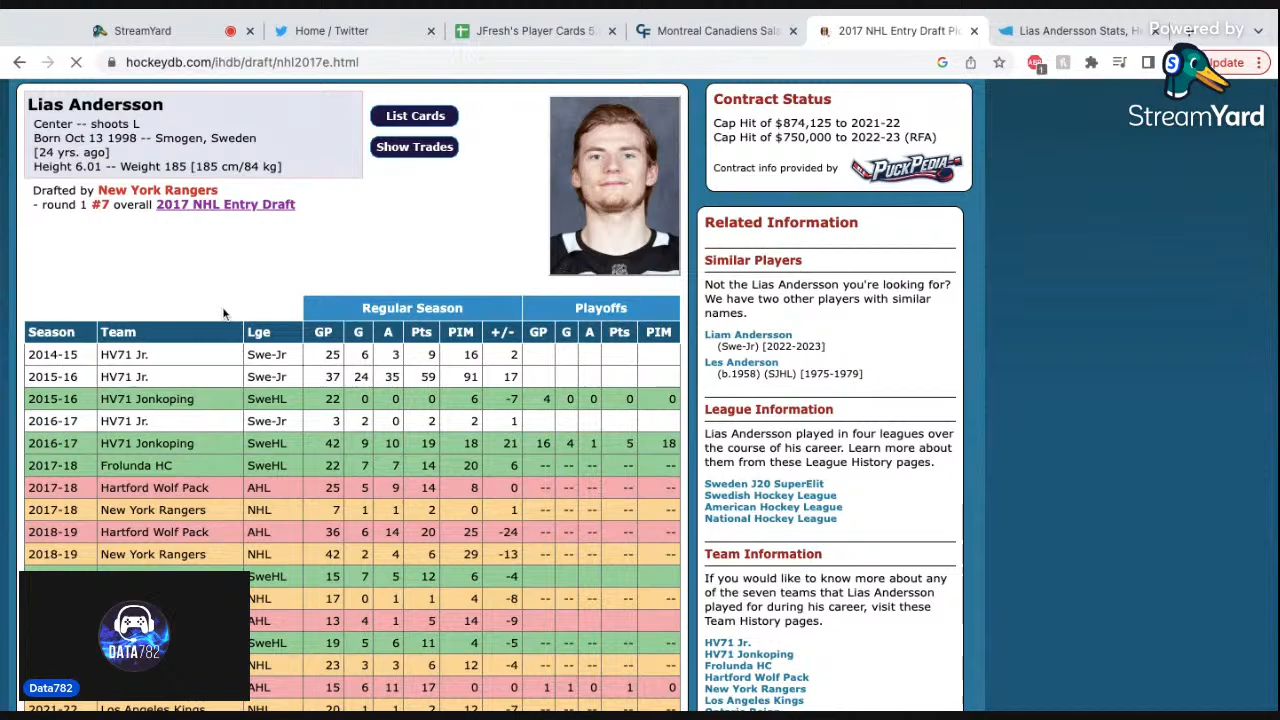 StreamYard
Home / Twitter
JFresh's Player Cards 5.
Montreal Canadiens Sala
2017 NHL Entry Draft Pi
Lias Andersson Stats, H
Powered by
hockeydb.com/ihdb/draft/nhl2017e.html
Update
StreamYard
Lias Andersson
Center -- shoots L
Born Oct 13 1998 -- Smogen, Sweden
[24 yrs. ago]
Height 6.01 -- Weight 185 [185 cm/84 kg]
List Cards
Show Trades
Drafted by New York Rangers
- round 1 #7 overall 2017 NHL Entry Draft
Contract Status
Cap Hit of $874,125 to 2021-22
Cap Hit of $750,000 to 2022-23 (RFA)
Contract info provided by PUCKPEDIA
Regular Season Playoffs
Season Team Lge GP G A Pts PIM +/- GP G A Pts PIM
2014-15 HV71 Jr. Swe-Jr 25 6 3 9 16 2
2015-16 HV71 Jr. Swe-Jr 37 24 35 59 91 17
2015-16 HV71 Jonkoping SweHL 22 0 0 0 6 -7 4 0 0 0 0
2016-17 HV71 Jr. Swe-Jr 3 2 0 2 2 1
2016-17 HV71 Jonkoping SweHL 42 9 10 19 18 21 16 4 1 5 18
2017-18 Frolunda HC SweHL 22 7 7 14 20 6 -- -- -- -- --
2017-18 Hartford Wolf Pack AHL 25 5 9 14 8 0 -- -- -- -- --
2017-18 New York Rangers NHL 7 1 1 2 0 1 -- -- -- -- --
2018-19 Hartford Wolf Pack AHL 36 6 14 20 25 -24 -- -- -- -- --
2018-19 New York Rangers NHL 42 2 4 6 29 -13 -- -- -- -- --
SweHL 15 7 5 12 6 -4
NHL 17 0 1 1 4 -8 -- -- -- -- --
AHL 13 4 1 5 14 -9
SweHL 19 5 6 11 4 -5 -- -- -- -- --
NHL 23 3 3 6 12 -4 -- -- -- -- --
AHL 15 6 11 17 0 0 1 1 0 1 0
2021-22 Los Angeles Kings NHL 20 1 1 2 12 -7 -- -- -- -- --
DATA782
Data782
Related Information
Similar Players
Not the Lias Andersson you're looking for?
We have two other players with similar
names.
Liam Andersson
(Swe-Jr) [2022-2023]
Les Anderson
(b.1958) (SJHL) [1975-1979]
League Information
Lias Andersson played in four leagues over
the course of his career. Learn more about
them from these League History pages.
Sweden J20 SuperElit
Swedish Hockey League
American Hockey League
National Hockey League
Team Information
If you would like to know more about any
of the seven teams that Lias Andersson
played for during his career, visit these
Team History pages.
HV71 Jr.
HV71 Jonkoping
Frolunda HC
Hartford Wolf Pack
New York Rangers
Los Angeles Kings